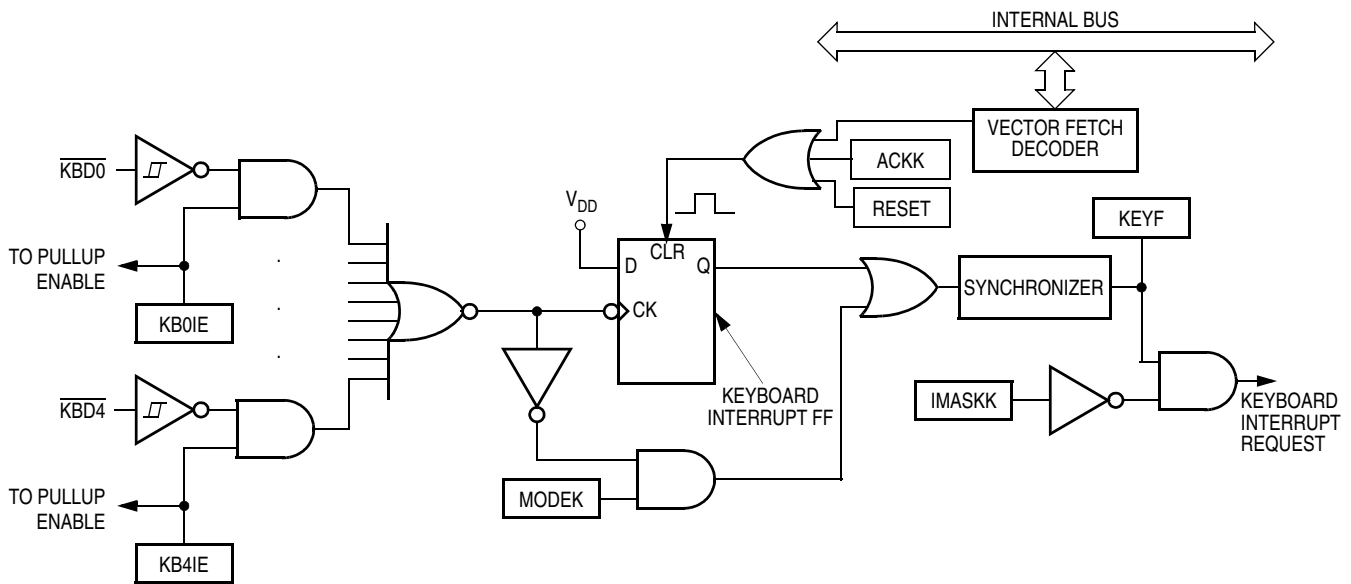 INTERNAL BUS
VECTOR FETCH
DECODER
ACKK
RESET
KBD0
TO PULLUP
ENABLE
KB0IE
VDD
CLR
D
Q
CK
KEYBOARD
INTERRUPT FF
SYNCHRONIZER
KEYF
IMASKK
KEYBOARD
INTERRUPT
REQUEST
KBD4
TO PULLUP
ENABLE
KB4IE
MODEK